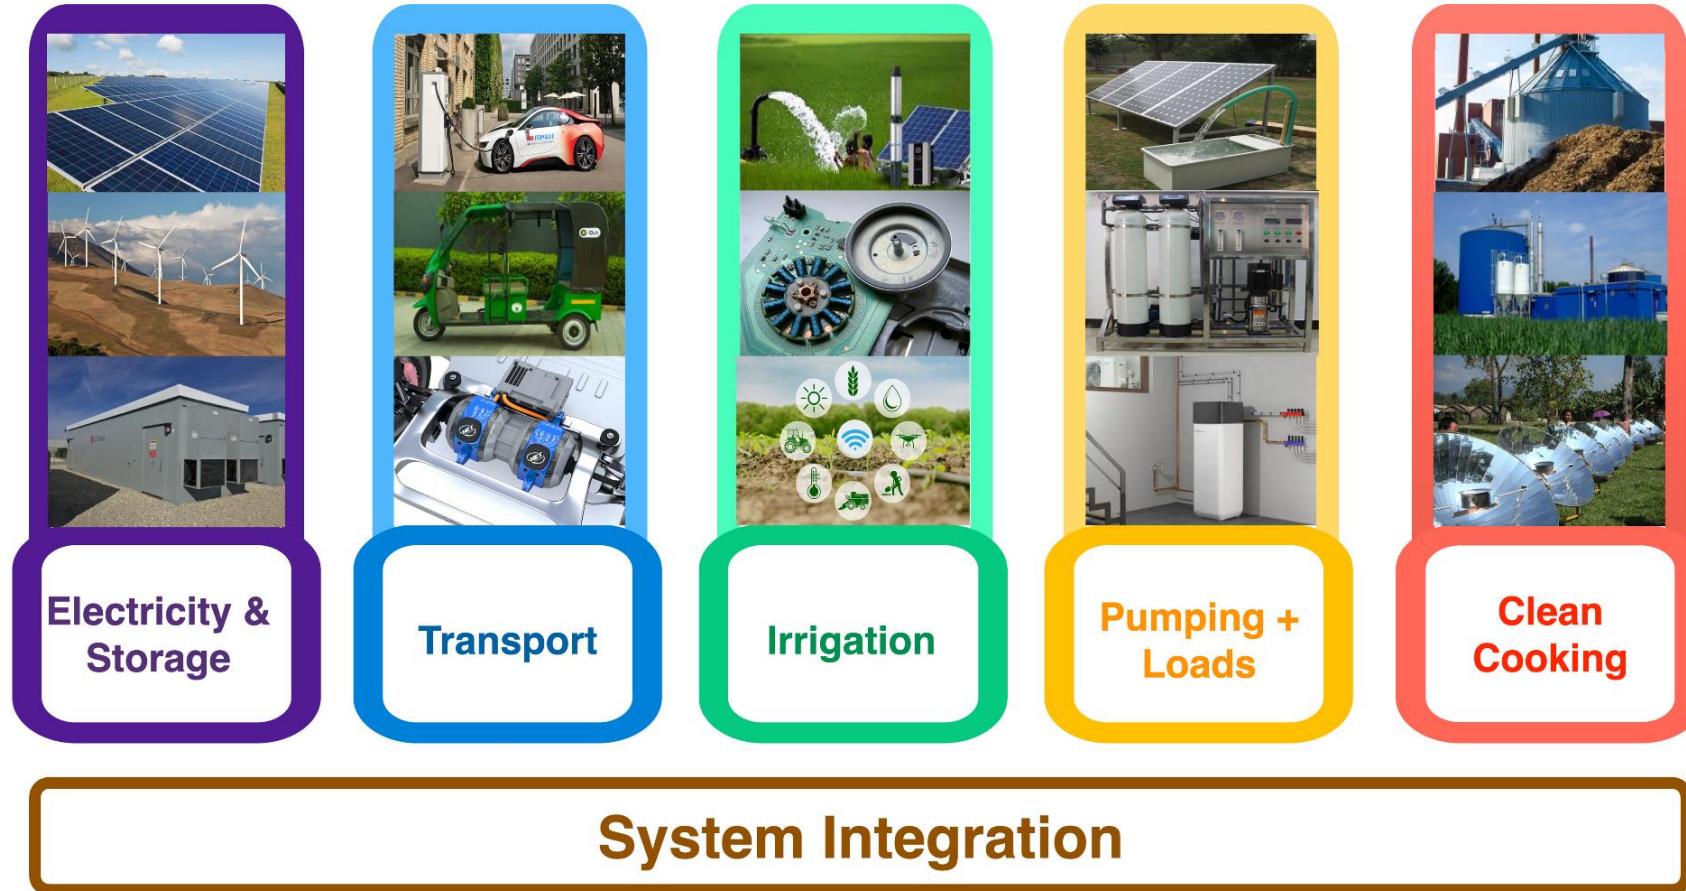 Electricity &
Storage
Transport
Irrigation
Pumping +
Loads
Clean
Cooking
System Integration